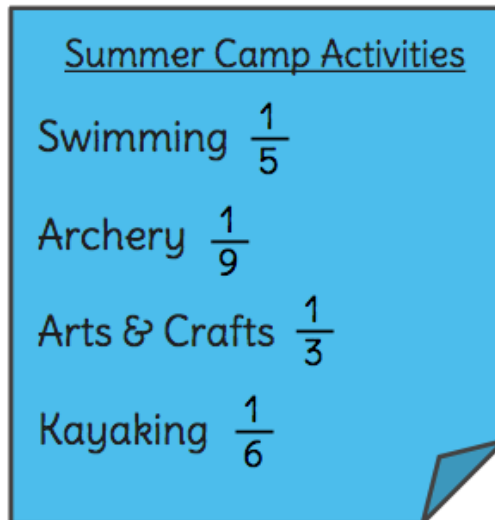 Summer Camp Activities
Swimming 1/5
Archery 1/9
Arts & Crafts 1/3
Kayaking 1/6